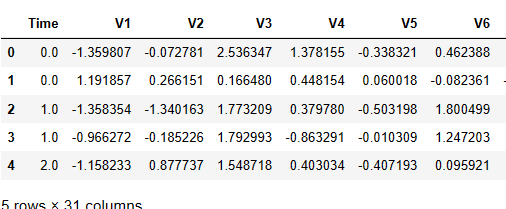 Time V1 V2 V3 V4 V5 V6
0 0.0 -1.359807 -0.072781 2.536347 1.378155 -0.338321 0.462388
1 0.0 1.191857 0.266151 0.166480 0.448154 0.060018 -0.082361 -
2 1.0 -1.358354 -1.340163 1.773209 0.379780 -0.503198 1.800499
3 1.0 -0.966272 -0.185226 1.792993 -0.863291 -0.010309 1.247203
4 2.0 -1.158233 0.877737 1.548718 0.403034 -0.407193 0.095921
5 rows × 31 columns